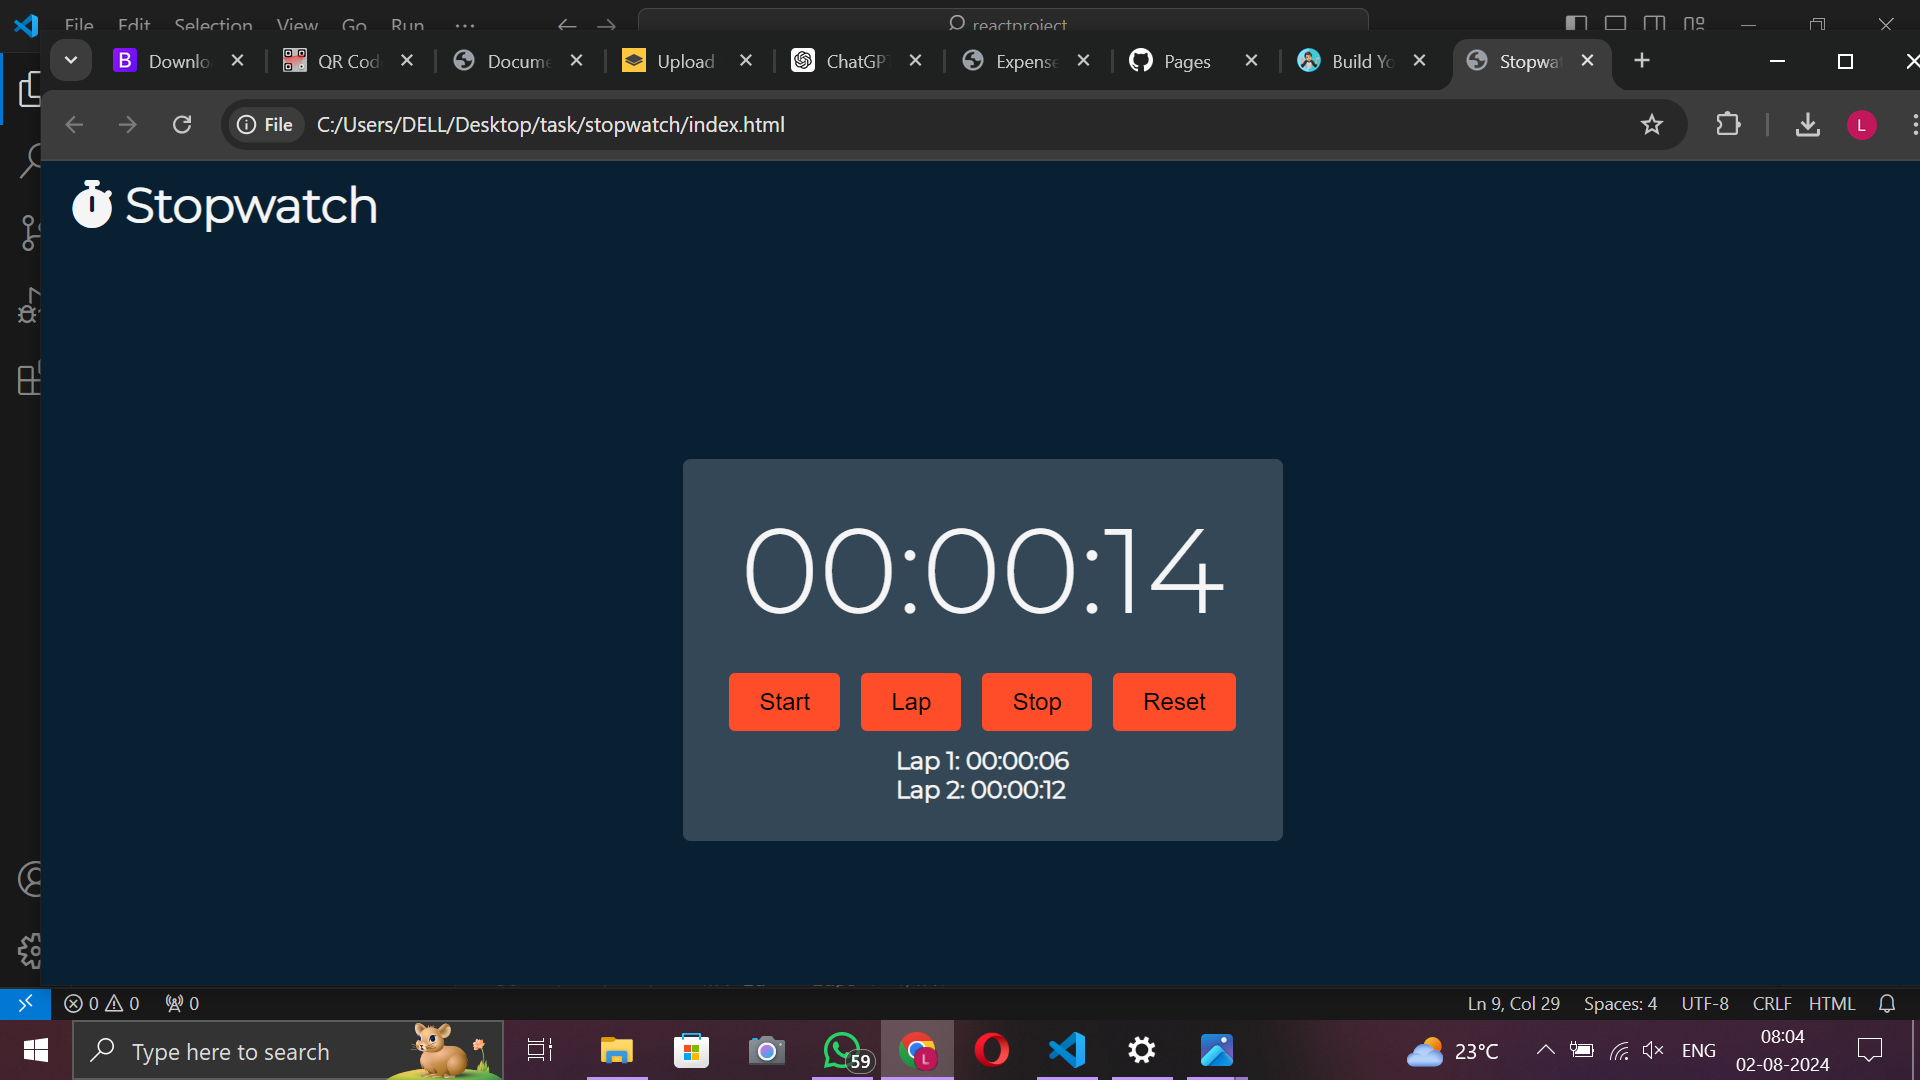 File Edit Selection View Go Run ... reactproject
B Downlo QR Cod Docume Upload ChatGP Expense Pages Build Yo Stopwat
File C:/Users/DELL/Desktop/task/stopwatch/index.html L
Stopwatch
00:00:14
Start Lap Stop Reset
Lap 1: 00:00:06
Lap 2: 00:00:12
0 0 0 Ln 9, Col 29 Spaces: 4 UTF-8 CRLF HTML
Type here to search 59 L 23°C ENG 08:04
02-08-2024